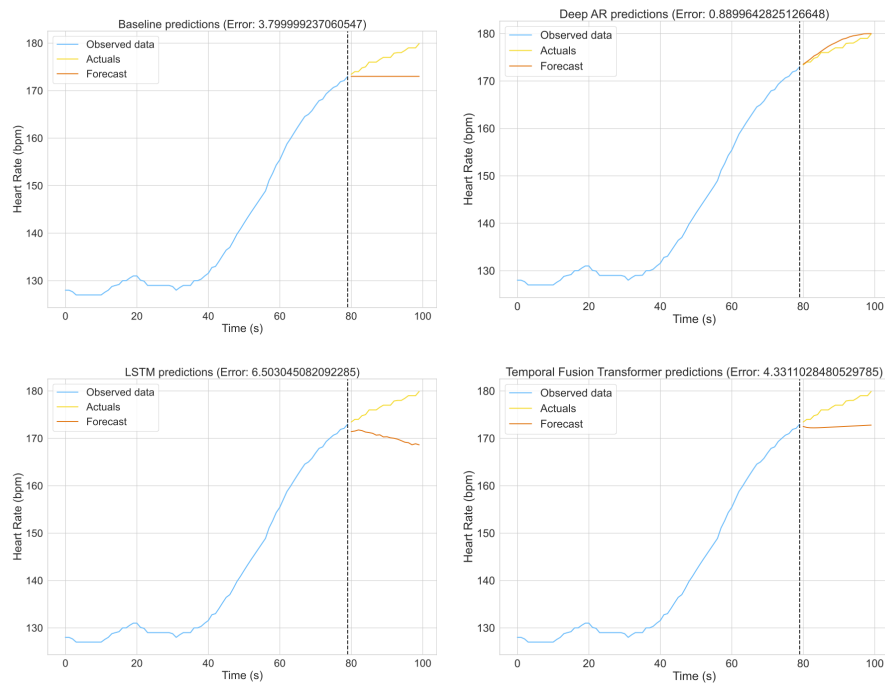 Baseline predictions (Error: 3.799999237060547)
Observed data
Actuals
Forecast
Heart Rate (bpm)
180
170
160
150
140
130
0 20 40 60 80 100
Time (s)
Deep AR predictions (Error: 0.8899642825126648)
Observed data
Actuals
Forecast
Heart Rate (bpm)
180
170
160
150
140
130
0 20 40 60 80 100
Time (s)
LSTM predictions (Error: 6.503045082092285)
Observed data
Actuals
Forecast
Heart Rate (bpm)
180
170
160
150
140
130
0 20 40 60 80 100
Time (s)
Temporal Fusion Transformer predictions (Error: 4.3311028480529785)
Observed data
Actuals
Forecast
Heart Rate (bpm)
180
170
160
150
140
130
0 20 40 60 80 100
Time (s)